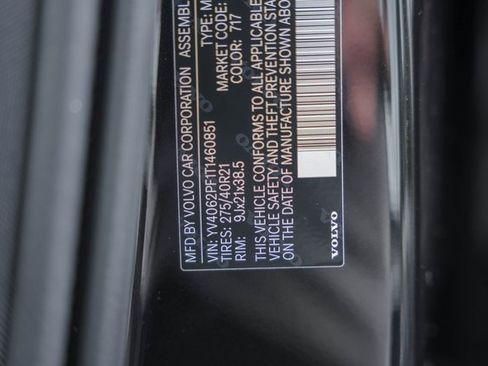 MFD BY VOLVO CAR CORPORATION ASSEMBL
VIN: YV4062PF1T1460851 TYPE: M
TIRES: 275/40R21 MARKET CODE:
RIM: 9Jx21x38.5 COLOR: 717
THIS VEHICLE CONFORMS TO ALL APPLICABLE
VEHICLE SAFETY AND THEFT PREVENTION STA
ON THE DATE OF MANUFACTURE SHOWN ABO
VOLVO